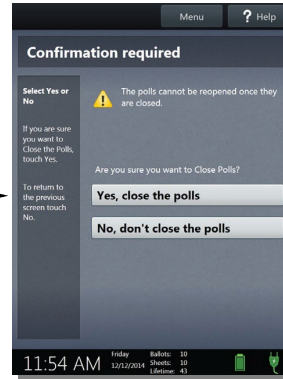 Menu
? Help
Confirmation required
Select Yes or
No
If you are sure
you want to
Close the Polls,
touch Yes.
To return to
the previous
screen touch
No.
The polls cannot be reopened once they
are closed.
Are you sure you want to Close Polls?
Yes, close the polls
No, don't close the polls
11:54 AM
Friday
12/12/2014
Ballots: 10
Sheets: 10
Lifetime: 43